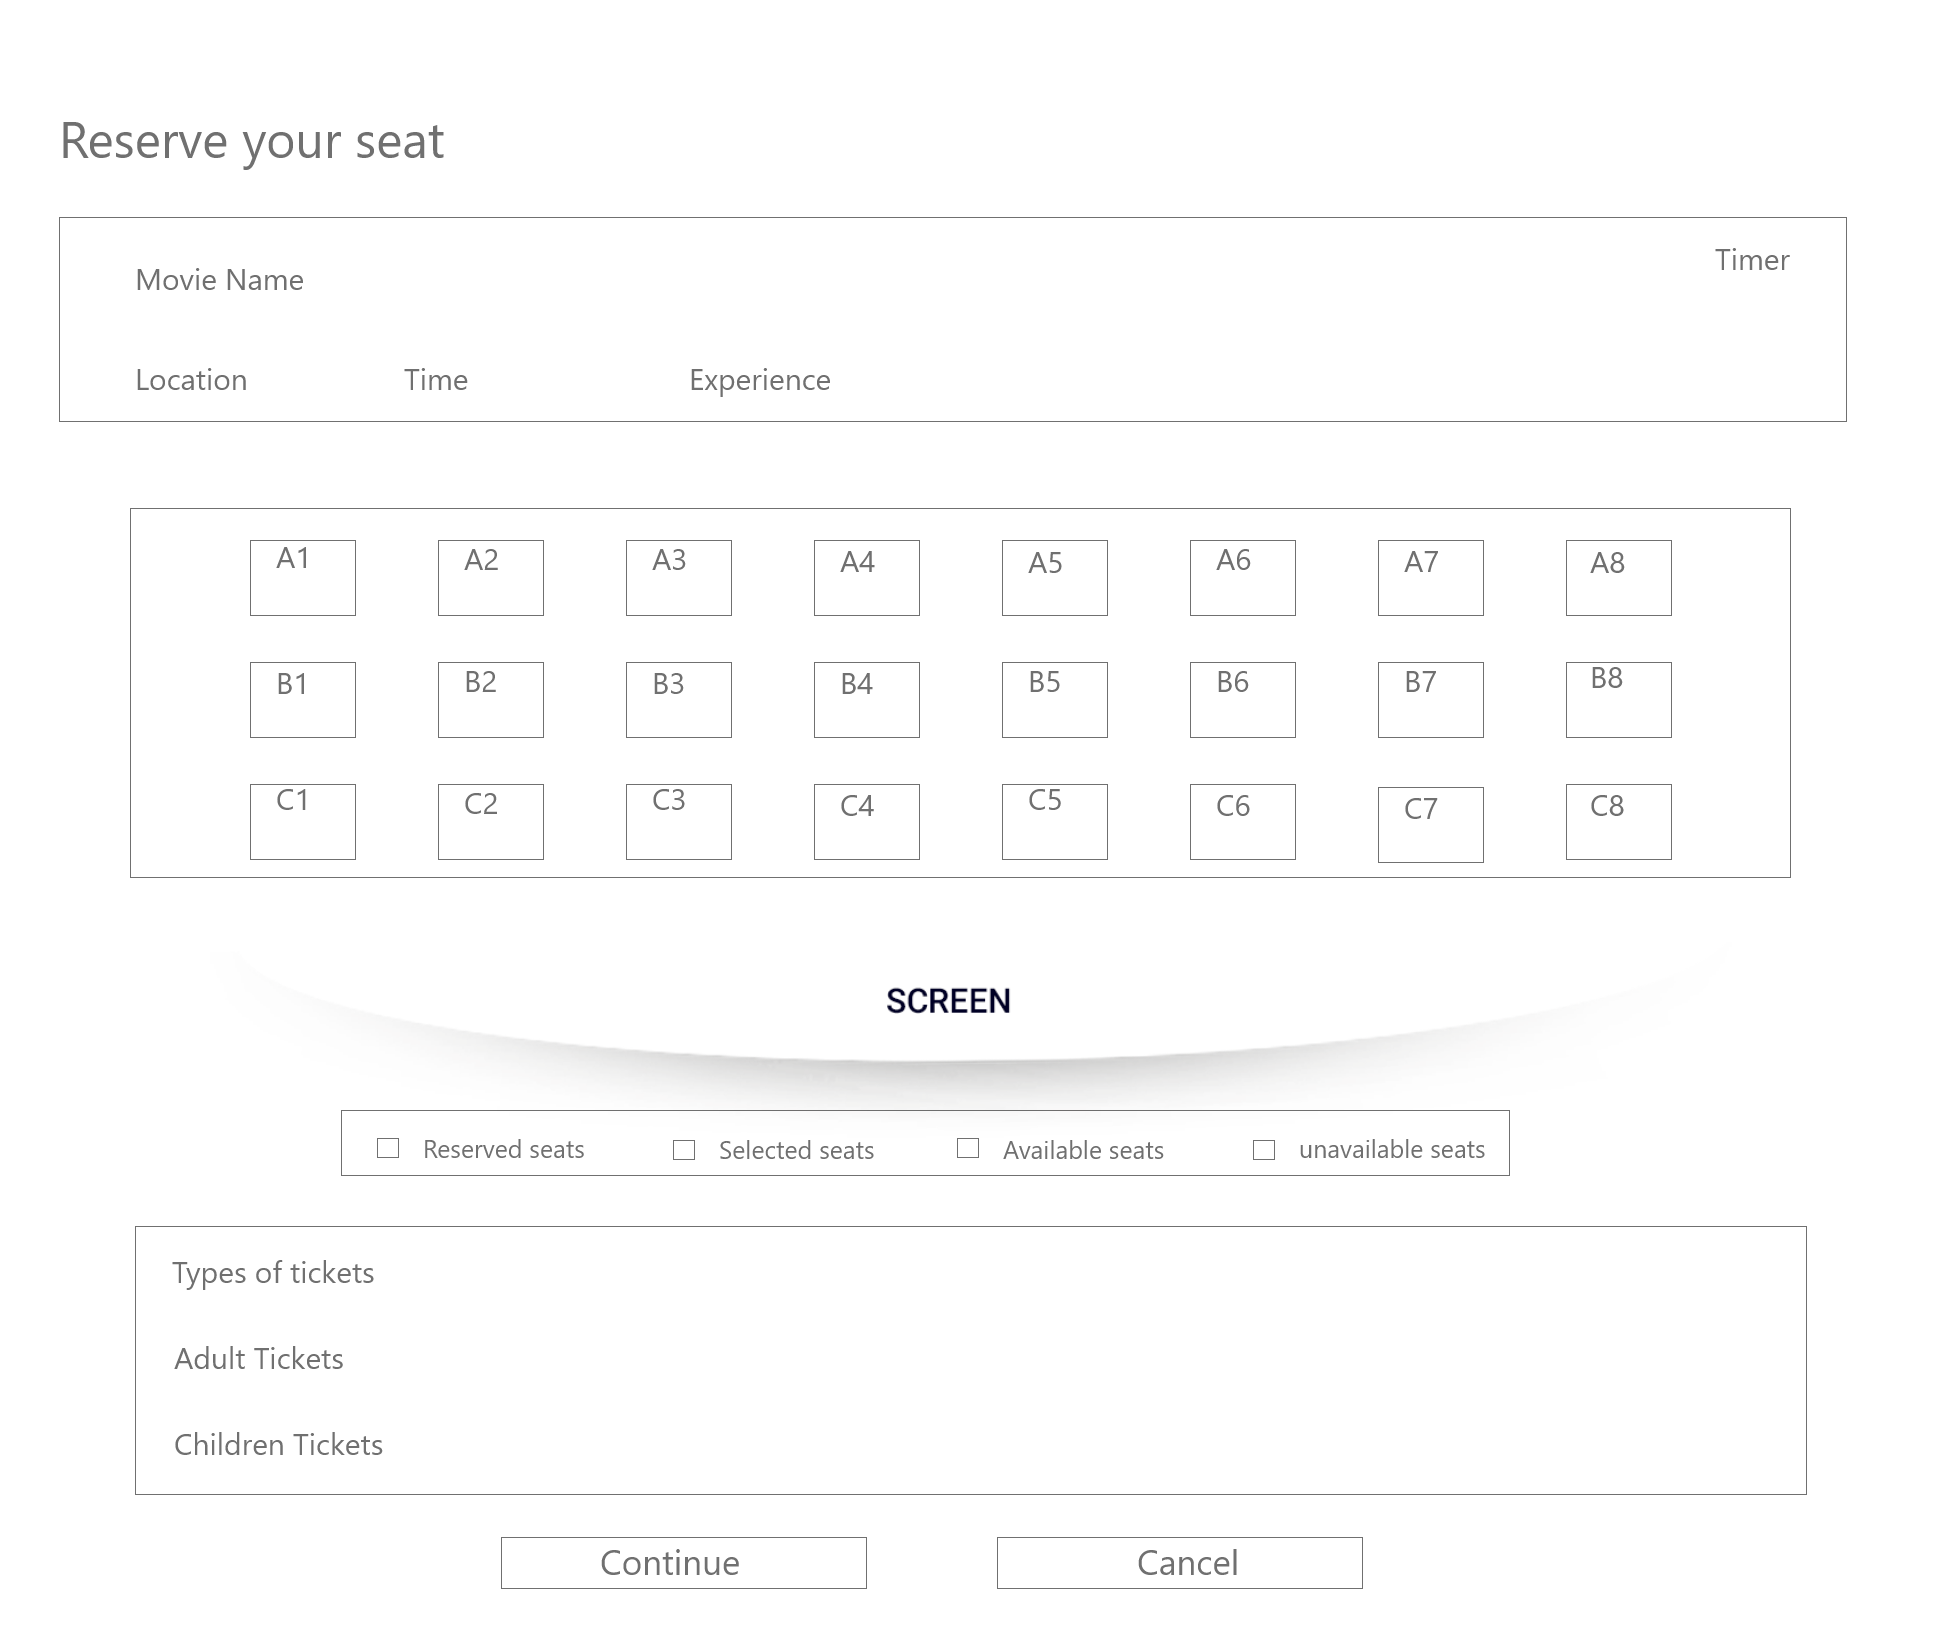 Reserve your seat
Timer
Movie Name
Location Time Experience
A1 A2 A3 A4 A5 A6 A7 A8
B1 B2 B3 B4 B5 B6 B7 B8
C1 C2 C3 C4 C5 C6 C7 C8
SCREEN
Reserved seats Selected seats Available seats unavailable seats
Types of tickets
Adult Tickets
Children Tickets
Continue Cancel